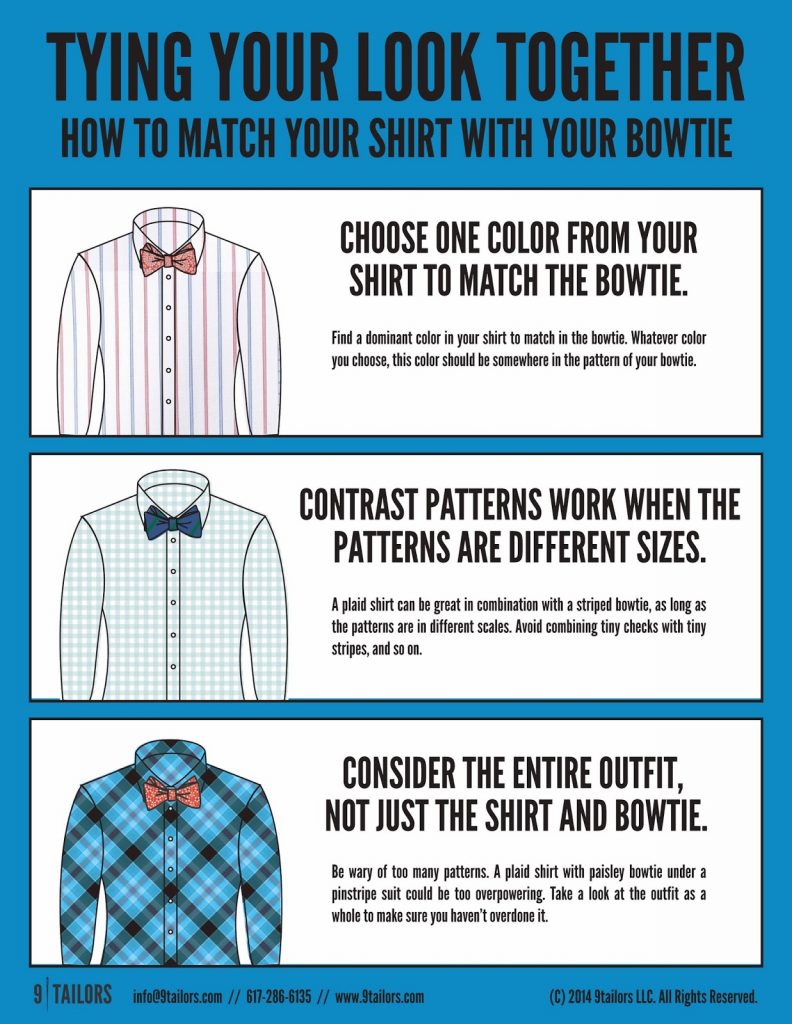 TYING YOUR LOOK TOGETHER
HOW TO MATCH YOUR SHIRT WITH YOUR BOWTIE
CHOOSE ONE COLOR FROM YOUR
SHIRT TO MATCH THE BOWTIE.
Find a dominant color in your shirt to match in the bowtie. Whatever color
you choose, this color should be somewhere in the pattern of your bowtie.
CONTRAST PATTERNS WORK WHEN THE
PATTERNS ARE DIFFERENT SIZES.
A plaid shirt can be great in combination with a striped bowtie, as long as
the patterns are in different scales. Avoid combining tiny checks with tiny
stripes, and so on.
CONSIDER THE ENTIRE OUTFIT,
NOT JUST THE SHIRT AND BOWTIE.
Be wary of too many patterns. A plaid shirt with paisley bowtie under a
pinstripe suit could be too overpowering. Take a look at the outfit as a
whole to make sure you haven't overdone it.
9|TAILORS info@9tailors.com // 617-286-6135 // www.9tailors.com (C) 2014 9tailors LLC. All Rights Reserved.